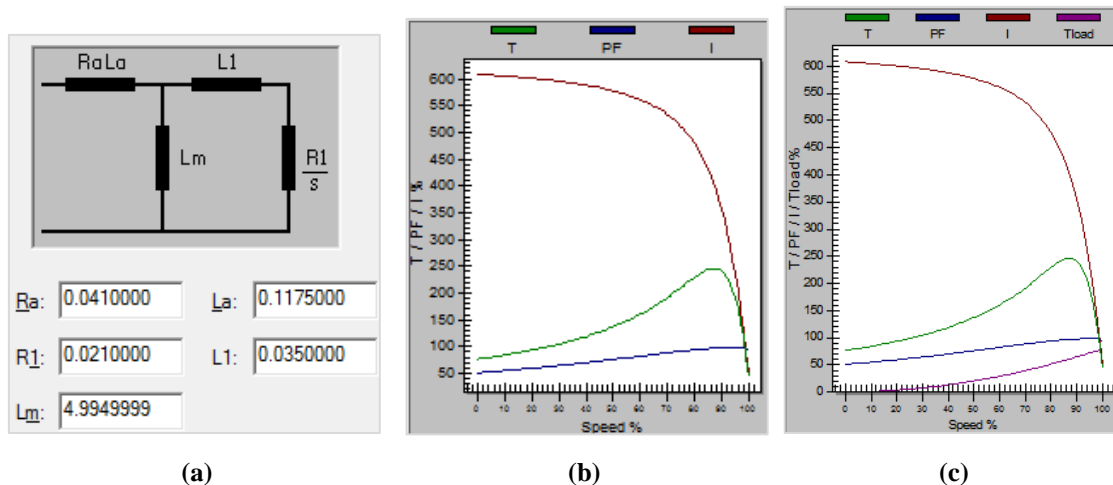 RaLa
L1
Lm
R1
s
Ra: 0.0410000
La: 0.1175000
R1: 0.0210000
L1: 0.0350000
Lm: 4.9949999
(a)
T PF I
T / PF / I %
600
550
500
450
400
350
300
250
200
150
100
50
0 10 20 30 40 50 60 70 80 90 100
Speed %
(b)
T PF I Tload
T / PF / I / Tload%
600
550
500
450
400
350
300
250
200
150
100
50
0
0 10 20 30 40 50 60 70 80 90 100
Speed %
(c)